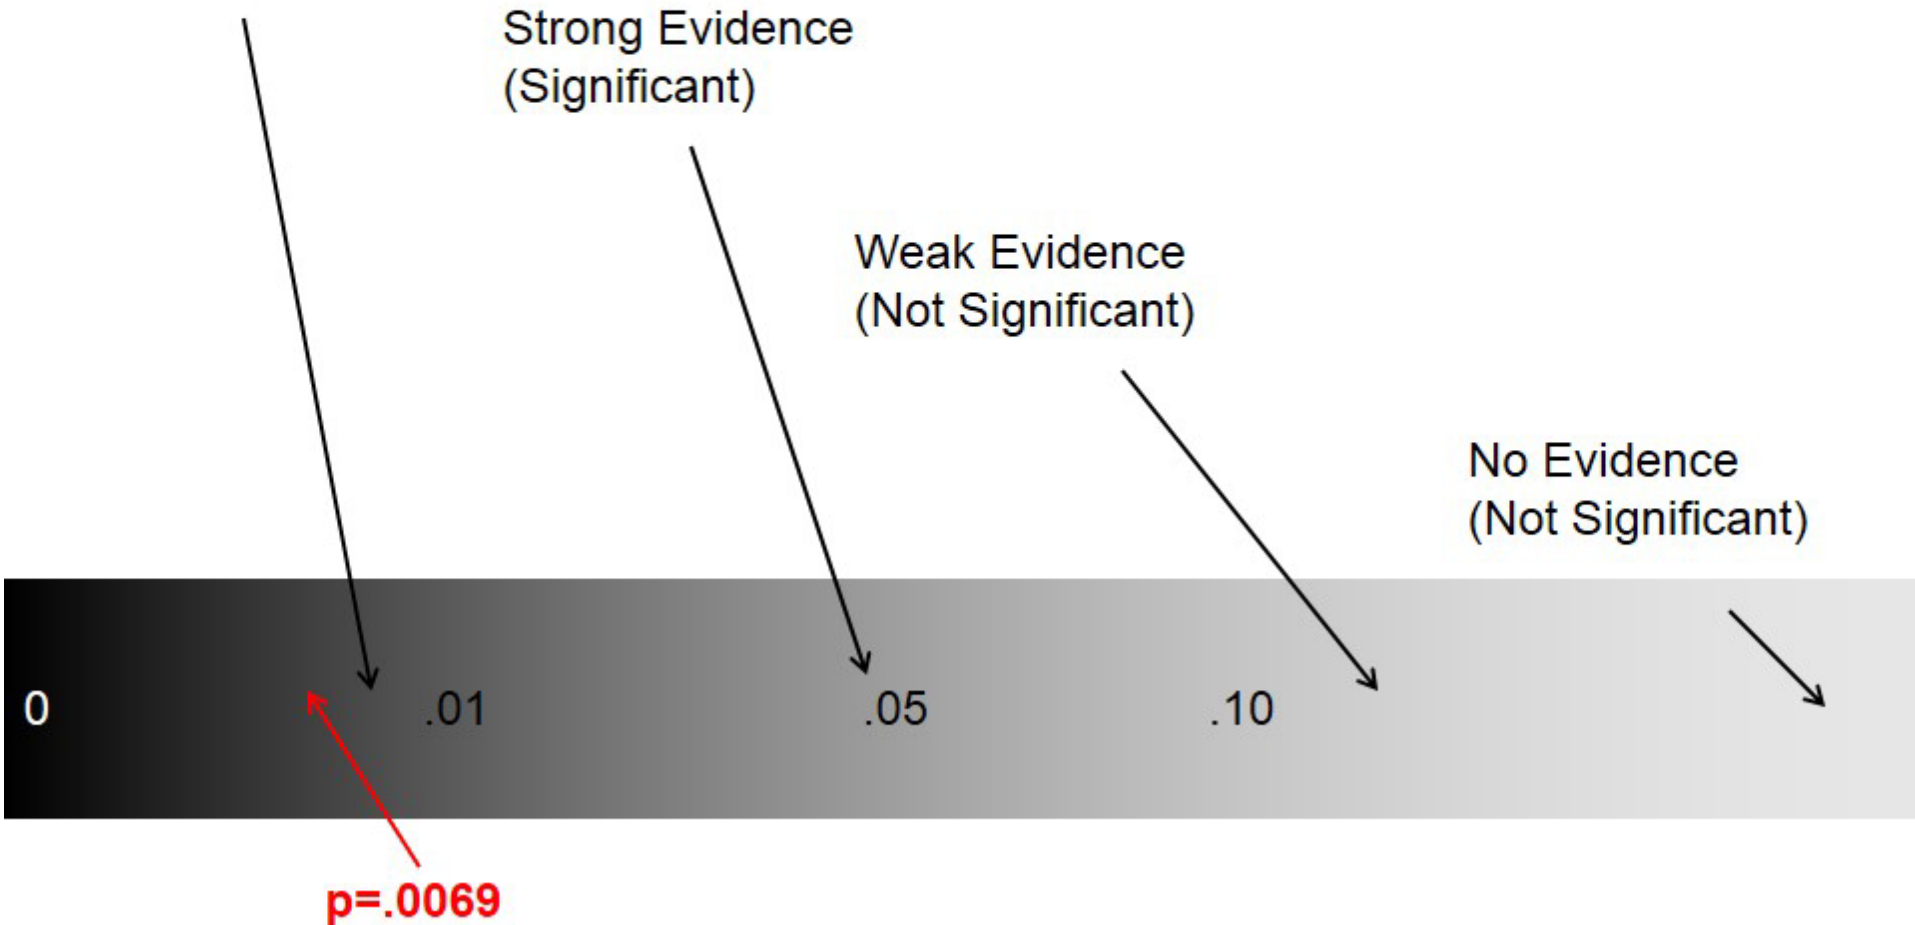 Strong Evidence
(Significant)
Weak Evidence
(Not Significant)
No Evidence
(Not Significant)
0 .01 .05 .10
p=.0069